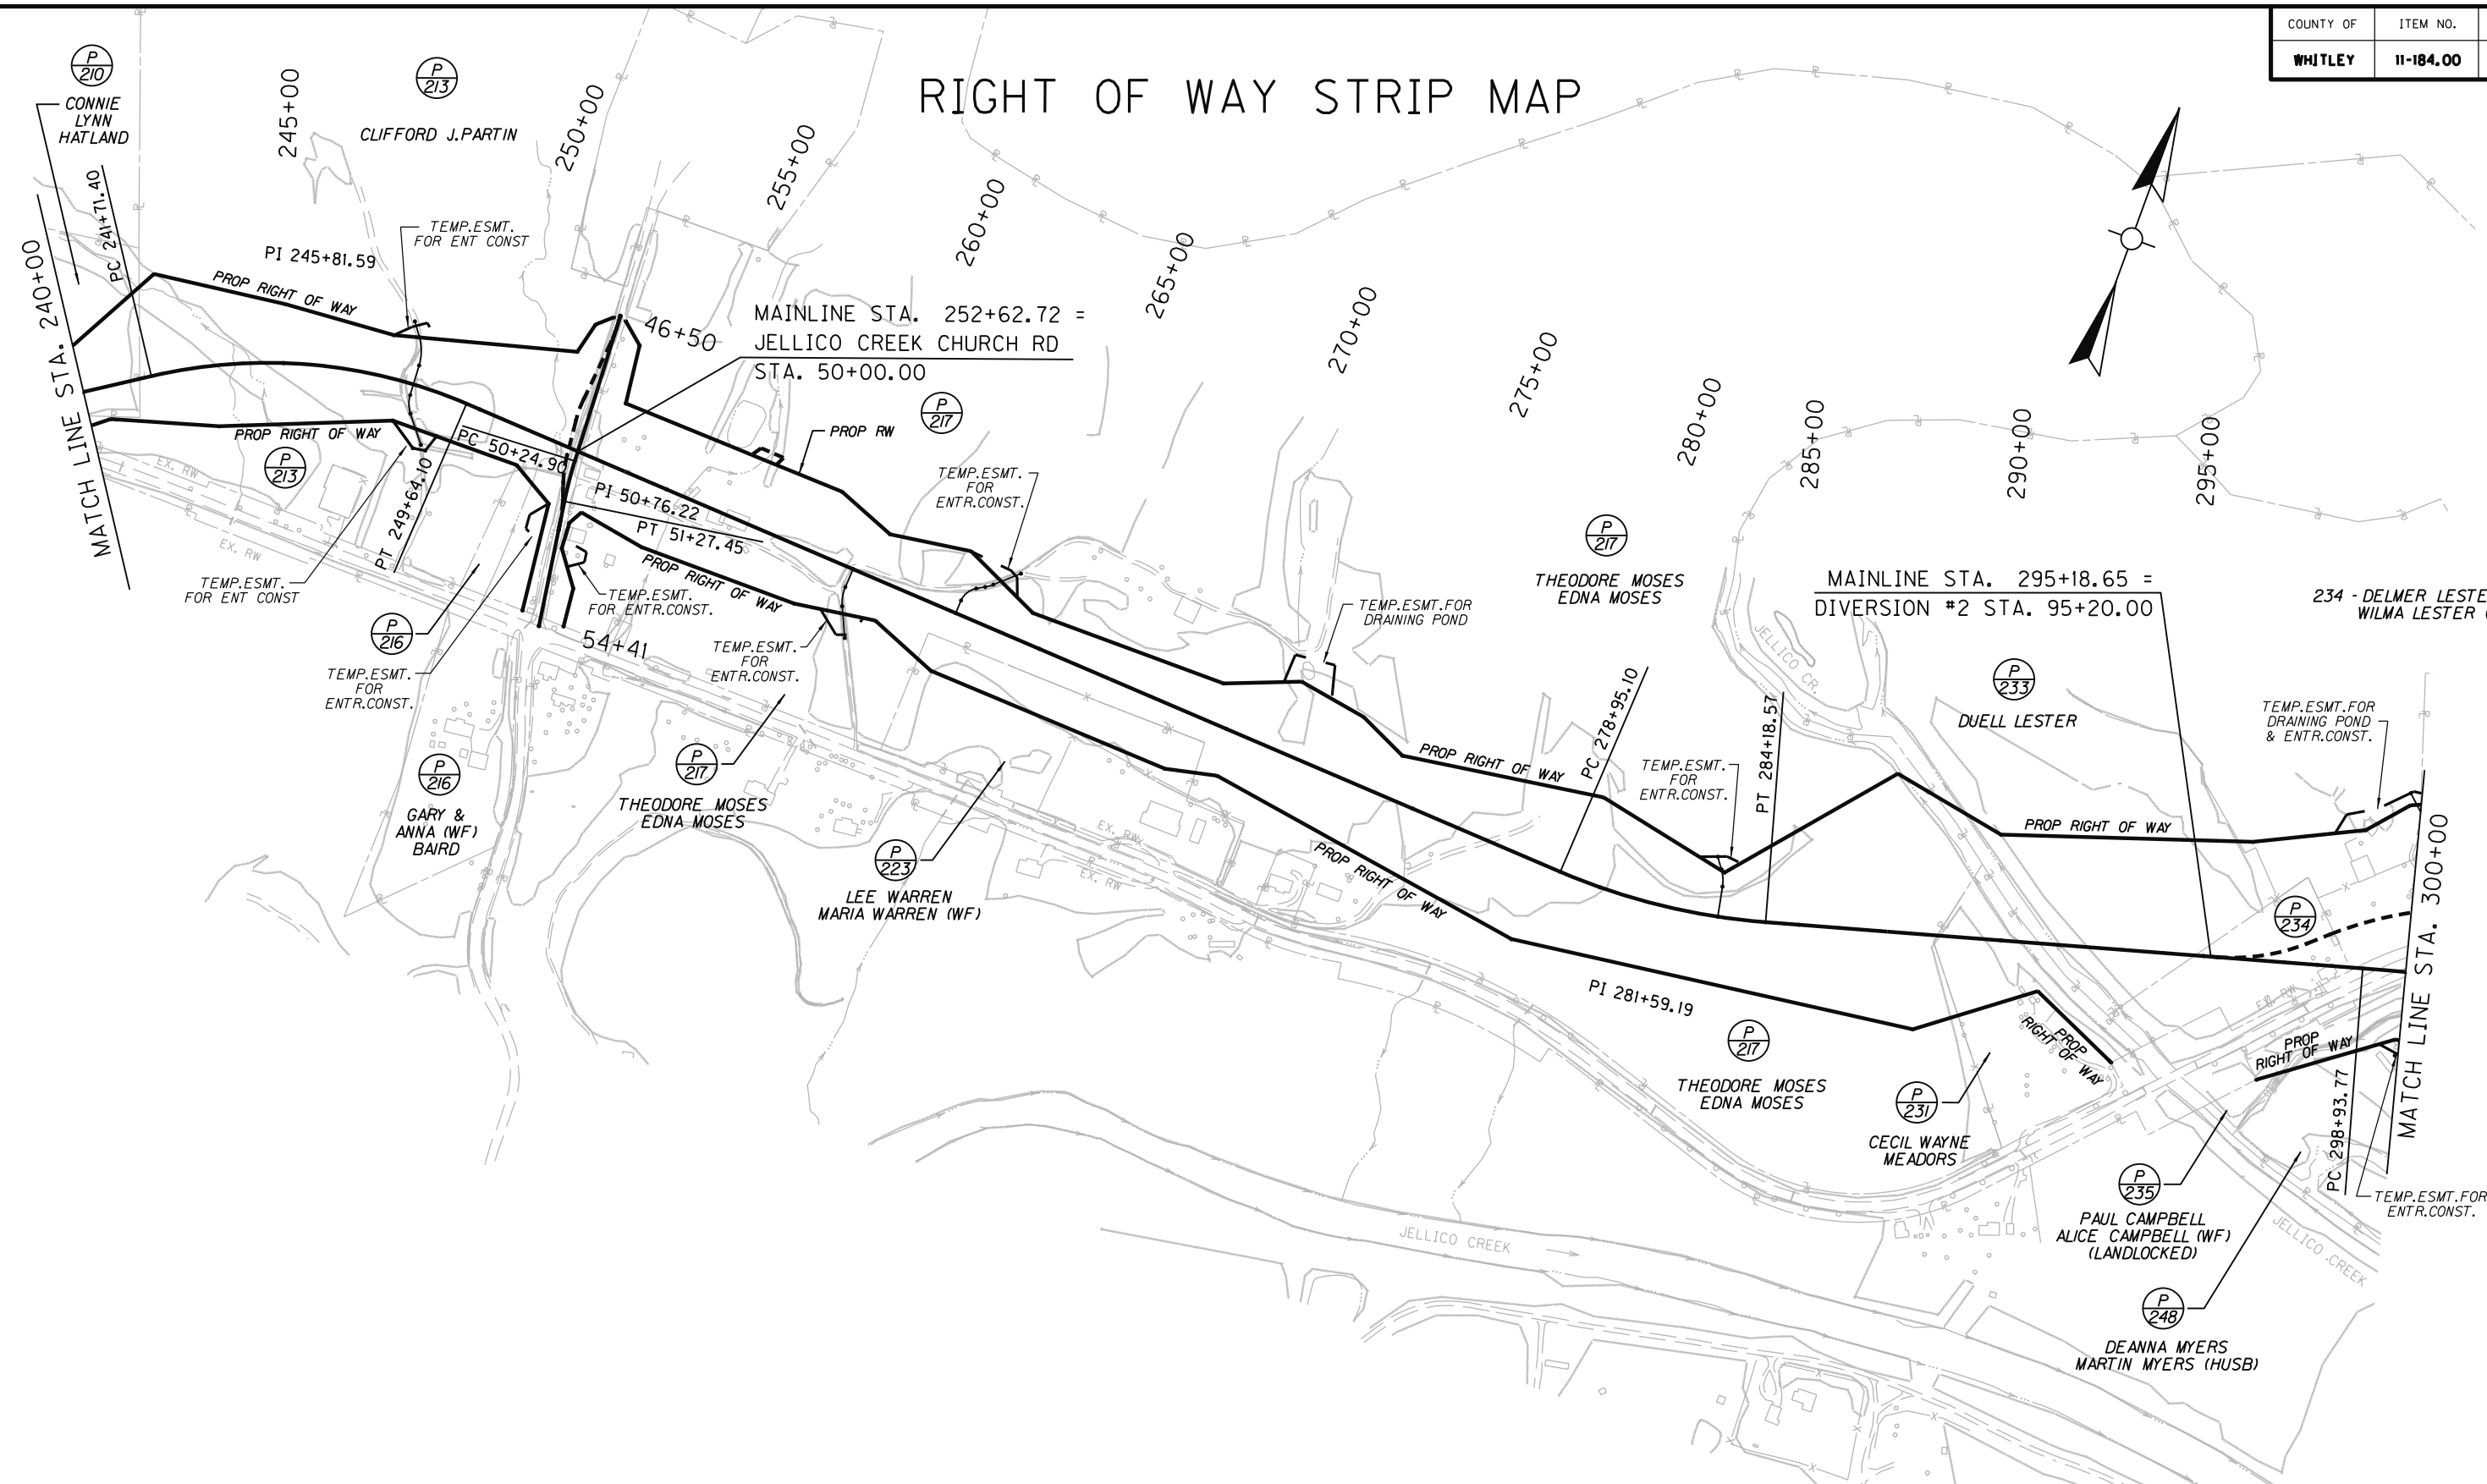 COUNTY OF
ITEM NO.
WHITLEY
11-184.00
RIGHT OF WAY STRIP MAP
P
210
CONNIE
LYNN
HATLAND
P
213
CLIFFORD J.PARTIN
245+00
250+00
255+00
260+00
265+00
270+00
275+00
280+00
285+00
290+00
295+00
MATCH LINE STA. 240+00
PC 241+71.40
PI 245+81.59
PROP RIGHT OF WAY
TEMP.ESMT.
FOR ENT CONST
46+50
MAINLINE STA. 252+62.72 =
JELLICO CREEK CHURCH RD
STA. 50+00.00
P
217
PROP RW
TEMP.ESMT.
FOR
ENTR.CONST.
PROP RIGHT OF WAY
P
213
EX. RW
EX. RW
PC 50+24.90
PT 249+64.10
PI 50+76.22
PT 51+27.45
PROP RIGHT OF WAY
TEMP.ESMT.
FOR ENT CONST
P
216
TEMP.ESMT.
FOR ENTR.CONST.
54+41
TEMP.ESMT.
FOR
ENTR.CONST.
TEMP.ESMT.
FOR
ENTR.CONST.
P
216
GARY &
ANNA (WF)
BAIRD
P
217
THEODORE MOSES
EDNA MOSES
P
223
LEE WARREN
MARIA WARREN (WF)
EX. RW
EX. RW
TEMP.ESMT.FOR
DRAINING POND
P
217
THEODORE MOSES
EDNA MOSES
PROP RIGHT OF WAY
PC 278+95.10
TEMP.ESMT.
FOR
ENTR.CONST.
PT 284+18.57
JELLICO CR.
MAINLINE STA. 295+18.65 =
DIVERSION #2 STA. 95+20.00
234 - DELMER LESTE
WILMA LESTER (
P
233
DUELL LESTER
TEMP.ESMT.FOR
DRAINING POND
& ENTR.CONST.
PROP RIGHT OF WAY
PROP RIGHT OF WAY
P
234
MATCH LINE STA. 300+00
PI 281+59.19
P
217
THEODORE MOSES
EDNA MOSES
PROP
RIGHT OF WAY
EX. RW
PROP
RIGHT OF WAY
P
231
CECIL WAYNE
MEADORS
PC 298+93.77
P
235
PAUL CAMPBELL
ALICE CAMPBELL (WF)
(LANDLOCKED)
TEMP.ESMT.FOR
ENTR.CONST.
JELLICO CREEK
JELLICO CREEK
P
248
DEANNA MYERS
MARTIN MYERS (HUSB)